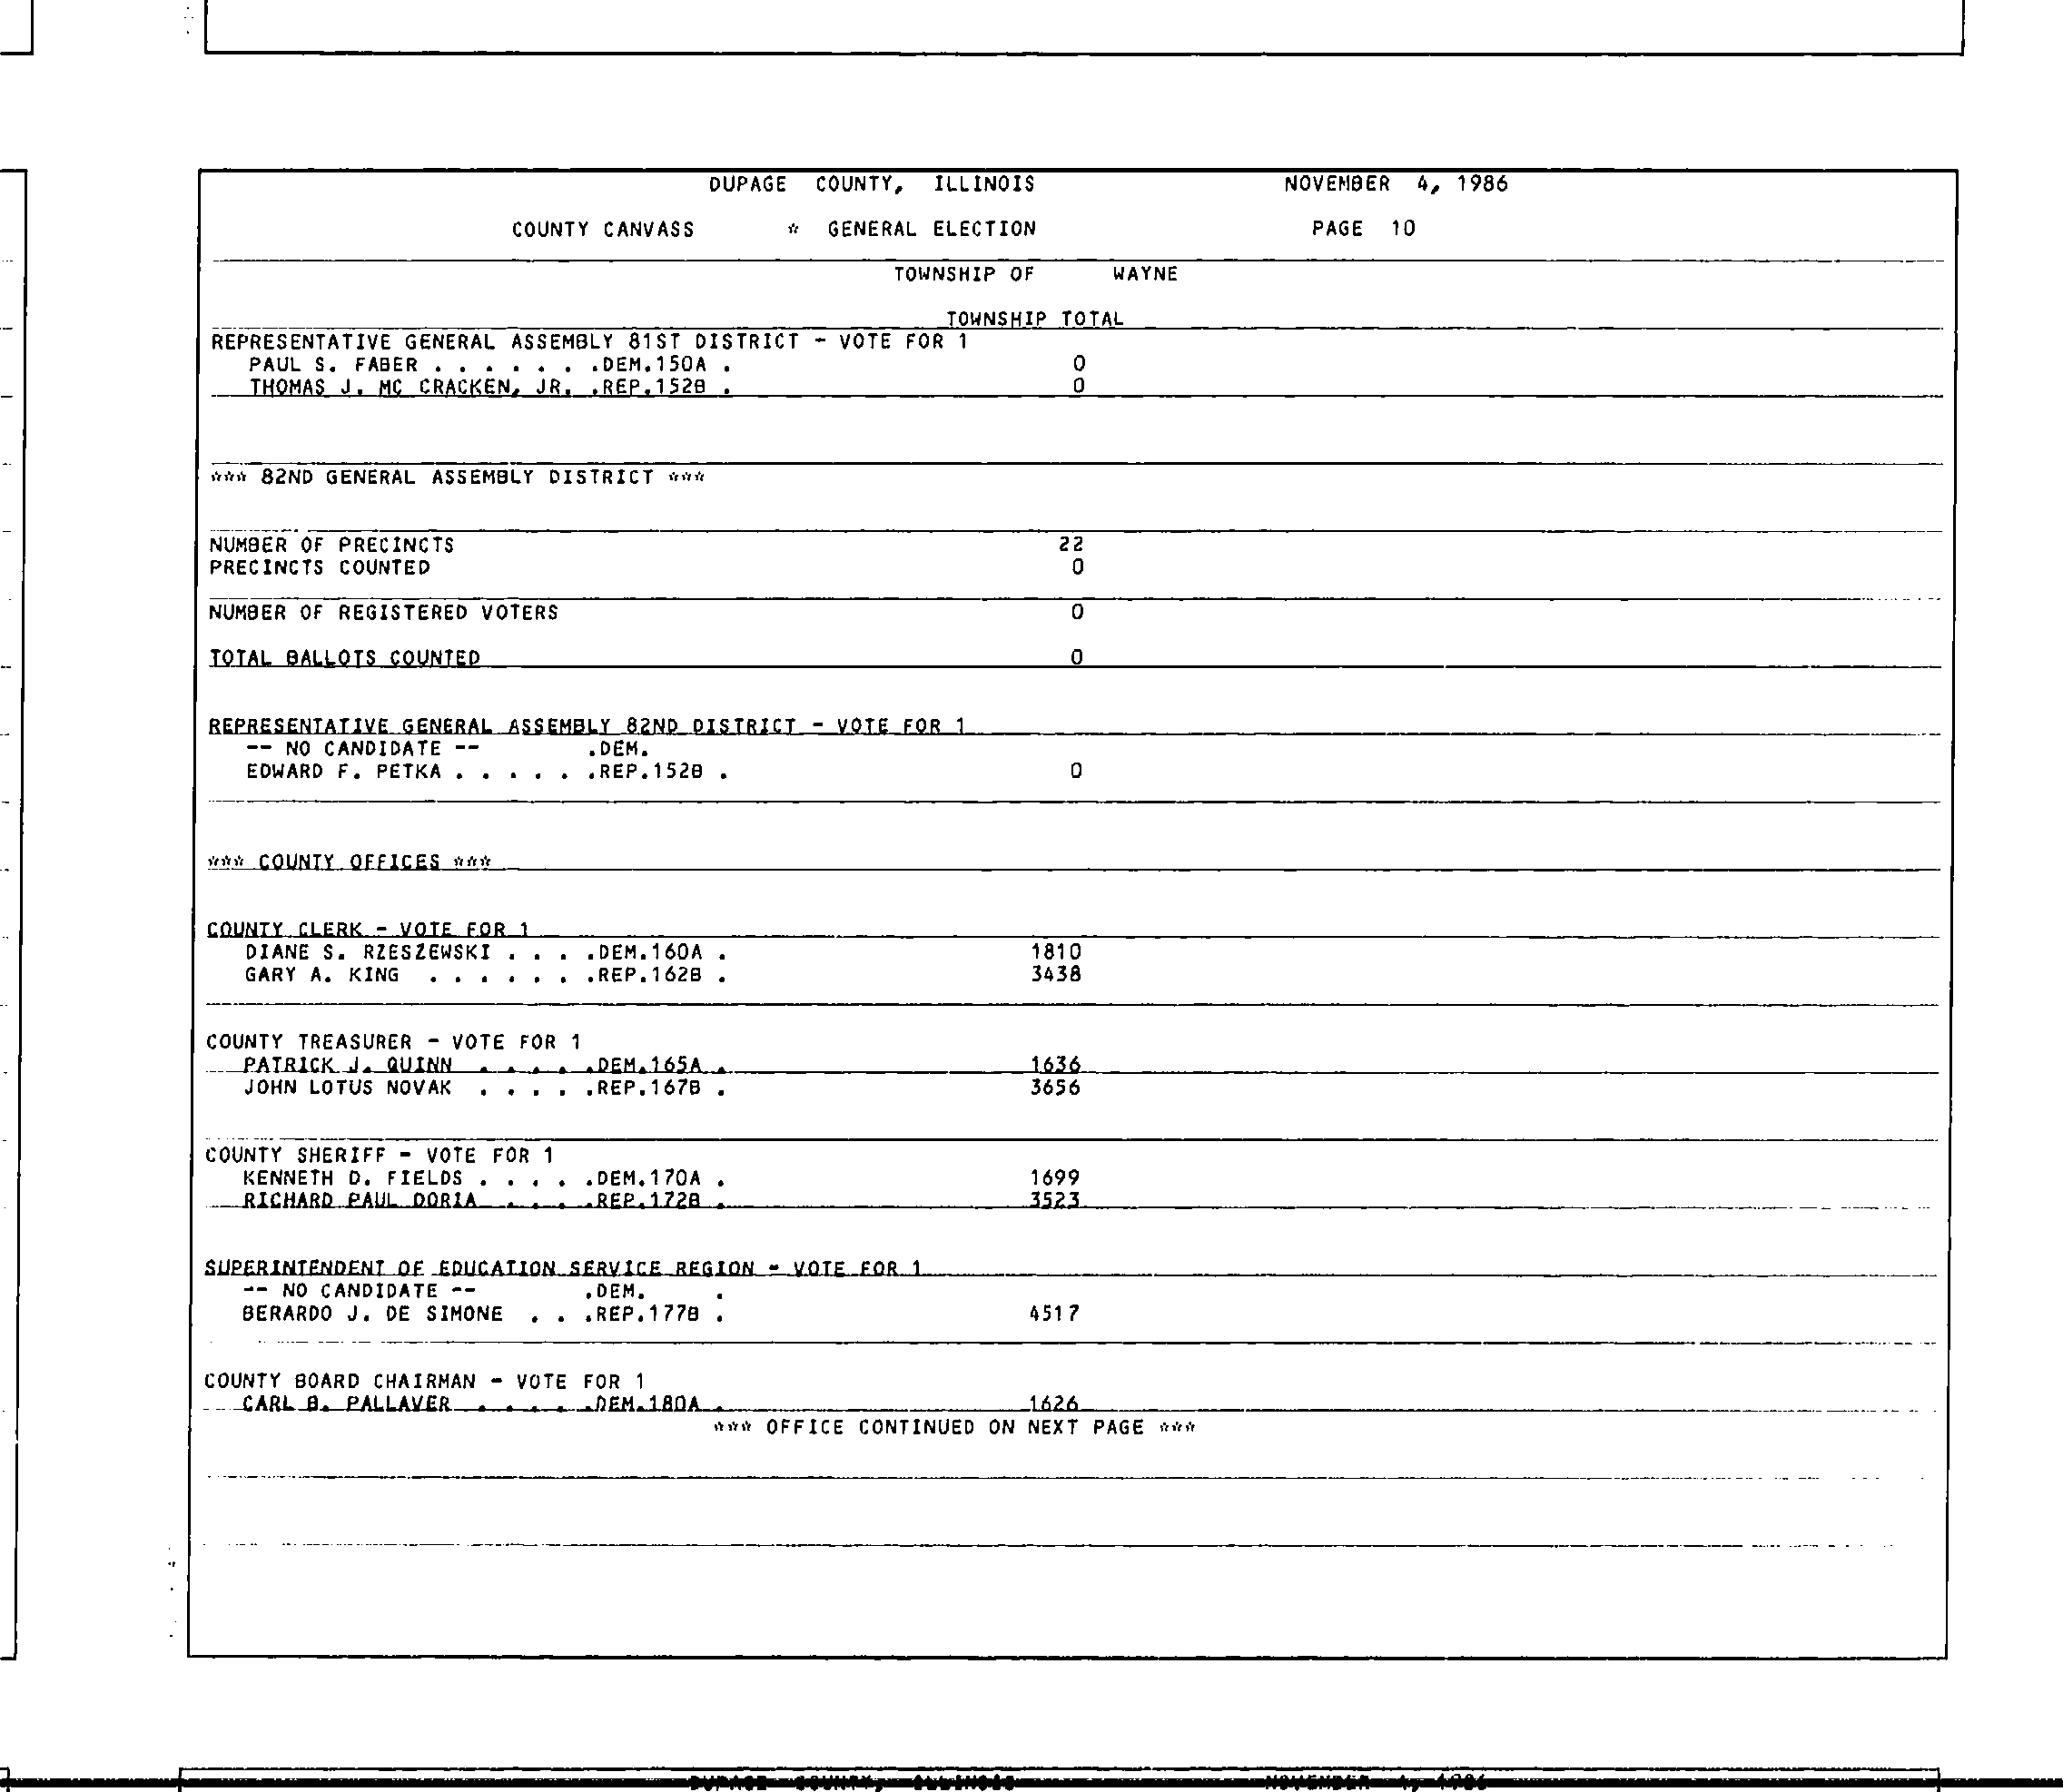 DUPAGE COUNTY, ILLINOIS NOVEMBER 4, 1986
COUNTY CANVASS * GENERAL ELECTION PAGE 10
TOWNSHIP OF WAYNE
TOWNSHIP TOTAL
REPRESENTATIVE GENERAL ASSEMBLY 81ST DISTRICT - VOTE FOR 1
PAUL S. FABER . . . . . . .DEM.150A . 0
THOMAS J. MC CRACKEN, JR. .REP.152B . 0
*** 82ND GENERAL ASSEMBLY DISTRICT ***
NUMBER OF PRECINCTS 22
PRECINCTS COUNTED 0
NUMBER OF REGISTERED VOTERS 0
TOTAL BALLOTS COUNTED 0
REPRESENTATIVE GENERAL ASSEMBLY 82ND DISTRICT - VOTE FOR 1
-- NO CANDIDATE -- .DEM.
EDWARD F. PETKA . . . . . .REP.152B . 0
*** COUNTY OFFICES ***
COUNTY CLERK - VOTE FOR 1
DIANE S. RZESZEWSKI . . . .DEM.160A . 1810
GARY A. KING . . . . . . .REP.162B . 3438
COUNTY TREASURER - VOTE FOR 1
PATRICK J. QUINN . . . . .DEM.165A . 1636
JOHN LOTUS NOVAK . . . . .REP.167B . 3656
COUNTY SHERIFF - VOTE FOR 1
KENNETH D. FIELDS . . . . .DEM.170A . 1699
RICHARD PAUL DORIA . . . .REP.172B . 3523
SUPERINTENDENT OF EDUCATION SERVICE REGION - VOTE FOR 1
-- NO CANDIDATE -- .DEM. .
BERARDO J. DE SIMONE . . .REP.177B . 4517
COUNTY BOARD CHAIRMAN - VOTE FOR 1
CARL B. PALLAVER . . . . .DEM.180A . 1626
*** OFFICE CONTINUED ON NEXT PAGE ***
DUPAGE COUNTY, ILLINOIS NOVEMBER 4, 1986